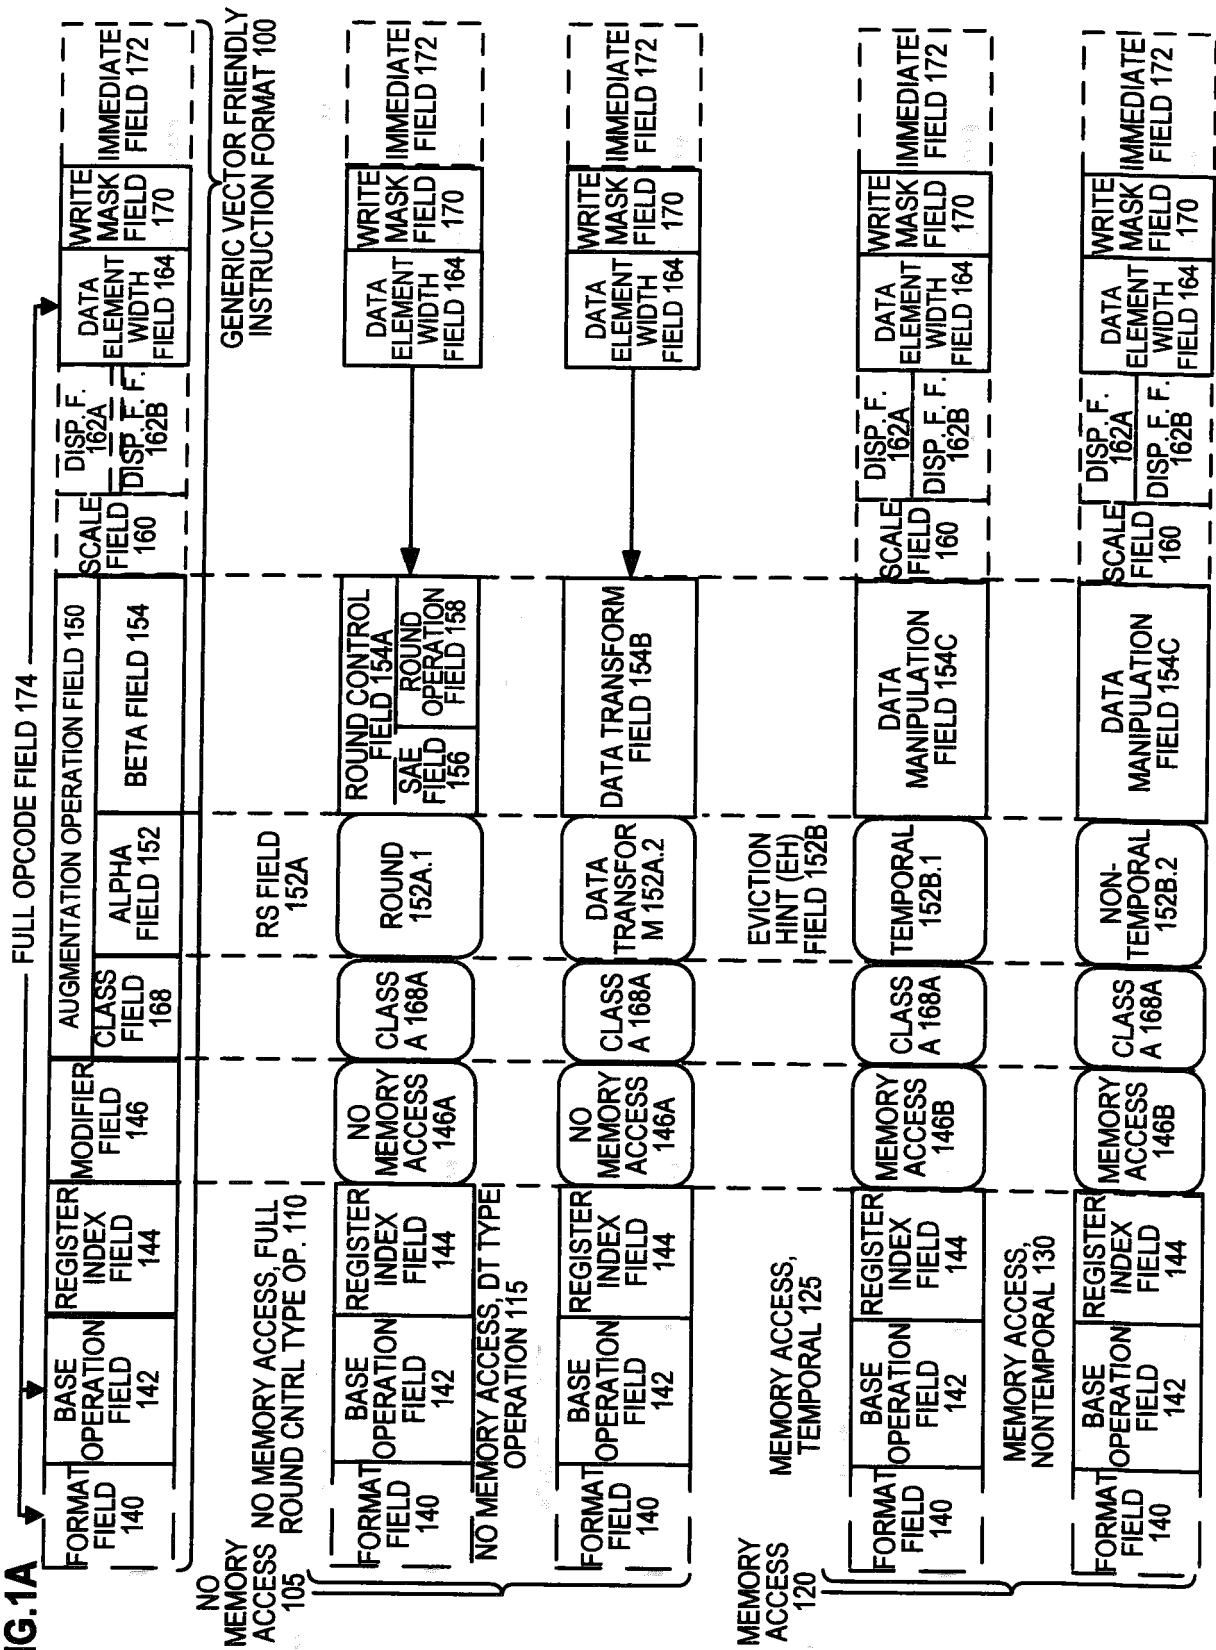 IG.1A
FULL OPCODE FIELD 174
FORMAT
FIELD
140
BASE
OPERATION
FIELD
142
REGISTER
INDEX
FIELD
144
MODIFIER
FIELD
146
AUGMENTATION OPERATION FIELD 150
CLASS
FIELD
168
ALPHA
FIELD 152
BETA FIELD 154
SCALE
FIELD
160
DISP. F.
162A
DISP. F. F.
162B
DATA
ELEMENT
WIDTH
FIELD 164
WRITE
MASK
FIELD
170
IMMEDIATE
FIELD 172
GENERIC VECTOR FRIENDLY
INSTRUCTION FORMAT 100
NO
MEMORY
ACCESS
105
NO MEMORY ACCESS, FULL
ROUND CNTRL TYPE OP. 110
RS FIELD
152A
FORMAT
FIELD
140
BASE
OPERATION
FIELD
142
REGISTER
INDEX
FIELD
144
NO
MEMORY
ACCESS
146A
CLASS
A 168A
ROUND
152A.1
ROUND CONTROL
FIELD 154A
SAE
FIELD
156
ROUND
OPERATION
FIELD 158
DATA
ELEMENT
WIDTH
FIELD 164
WRITE
MASK
FIELD
170
IMMEDIATE
FIELD 172
NO MEMORY ACCESS, DT TYPE
OPERATION 115
FORMAT
FIELD
140
BASE
OPERATION
FIELD
142
REGISTER
INDEX
FIELD
144
NO
MEMORY
ACCESS
146A
CLASS
A 168A
DATA
TRANSFOR
M 152A.2
DATA TRANSFORM
FIELD 154B
DATA
ELEMENT
WIDTH
FIELD 164
WRITE
MASK
FIELD
170
IMMEDIATE
FIELD 172
MEMORY
ACCESS
120
MEMORY ACCESS,
TEMPORAL 125
EVICTION
HINT (EH)
FIELD 152B
FORMAT
FIELD
140
BASE
OPERATION
FIELD
142
REGISTER
INDEX
FIELD
144
MEMORY
ACCESS
146B
CLASS
A 168A
TEMPORAL
152B.1
DATA
MANIPULATION
FIELD 154C
SCALE
FIELD
160
DISP. F.
162A
DISP. F. F.
162B
DATA
ELEMENT
WIDTH
FIELD 164
WRITE
MASK
FIELD
170
IMMEDIATE
FIELD 172
MEMORY ACCESS,
NONTEMPORAL 130
FORMAT
FIELD
140
BASE
OPERATION
FIELD
142
REGISTER
INDEX
FIELD
144
MEMORY
ACCESS
146B
CLASS
A 168A
NON-
TEMPORAL
152B.2
DATA
MANIPULATION
FIELD 154C
SCALE
FIELD
160
DISP. F.
162A
DISP. F. F.
162B
DATA
ELEMENT
WIDTH
FIELD 164
WRITE
MASK
FIELD
170
IMMEDIATE
FIELD 172